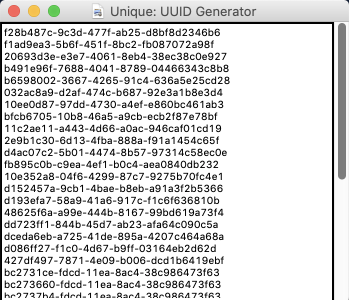 Unique: UUID Generator
f28b487c-9c3d-477f-ab25-d8bf8d2346b6
f1ad9ea3-5b6f-451f-8bc2-fb087072a98f
20693d3e-e3e7-4061-8eb4-38ec38c0e927
b491e96f-7688-4041-8789-04466343c8b8
b6598002-3667-4265-91c4-636a5e25cd28
032ac8a9-d2af-474c-b687-92e3a1b8e3d4
10ee0d87-97dd-4730-a4ef-e860bc461ab3
bfcb6705-10b8-46a5-a9cb-ecb2f87e78bf
11c2ae11-a443-4d66-a0ac-946caf01cd19
2e9b1c30-6d13-4fba-888a-f91a1454c65f
d4ac07c2-5b01-4474-8b57-97314c58ec0e
fb895c0b-c9ea-4ef1-b0c4-aea0840db232
10e352a8-04f6-4299-87c7-9275b70fc4e1
d152457a-9cb1-4bae-b8eb-a91a3f2b5366
d193efa7-58a9-41a6-917c-f1c6f636810b
48625f6a-a99e-444b-8167-99bd619a73f4
dd723ff1-844b-45d7-ab23-afa64c090c5a
dceda6eb-a725-41de-895a-4207c464a68a
d086ff27-f1c0-4d67-b9ff-03164eb2d62d
427df497-7871-4e09-b006-dcd1b6419ebf
bc2731ce-fdcd-11ea-8ac4-38c986473f63
bc273660-fdcd-11ea-8ac4-38c986473f63
bc2737b4-fdcd-11ea-8ac4-38c986473f63